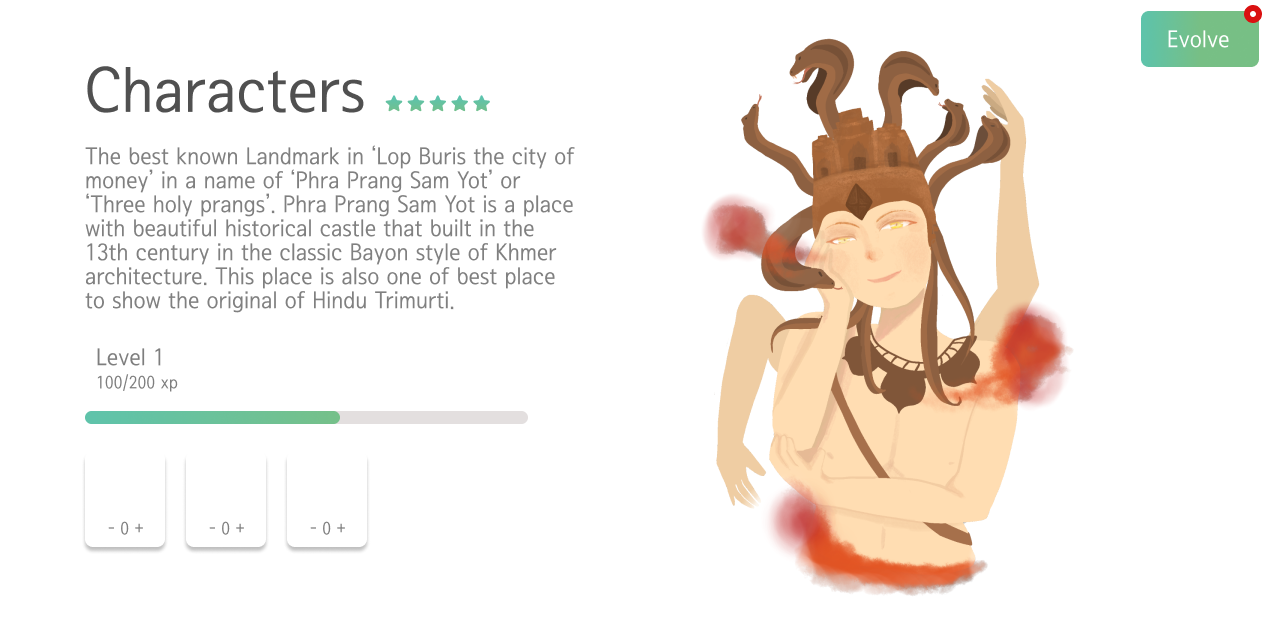 Evolve
Characters
The best known Landmark in ‘Lop Buris the city of
money’ in a name of ‘Phra Prang Sam Yot’ or
‘Three holy prangs’. Phra Prang Sam Yot is a place
with beautiful historical castle that built in the
13th century in the classic Bayon style of Khmer
architecture. This place is also one of best place
to show the original of Hindu Trimurti.
Level 1
100/200 xp
- 0 + - 0 + - 0 +